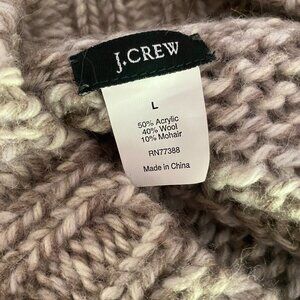 J.CREW
L
50% Acrylic
40% Wool
10% Mohair
RN77388
Made in China